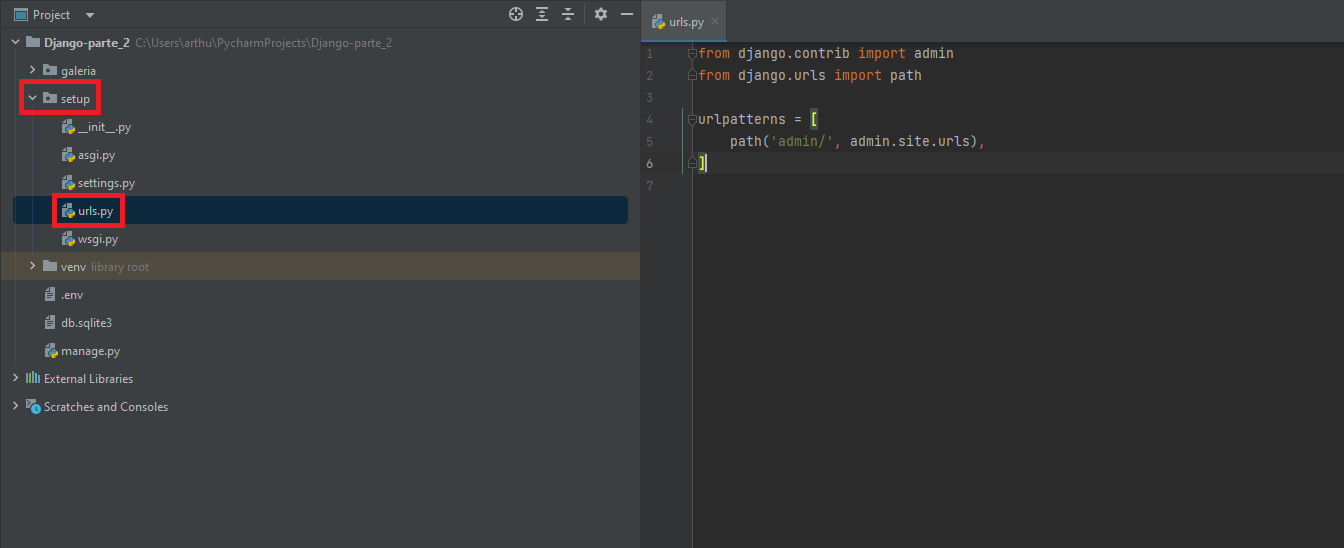 Project
Django-parte_2 C:\Users\arthu\PycharmProjects\Django-parte_2
galeria
setup
__init__.py
asgi.py
settings.py
urls.py
wsgi.py
venv library root
.env
db.sqlite3
manage.py
External Libraries
Scratches and Consoles
urls.py
1 from django.contrib import admin
2 from django.urls import path
3
4 urlpatterns = [
5     path('admin/', admin.site.urls),
6 ]
7